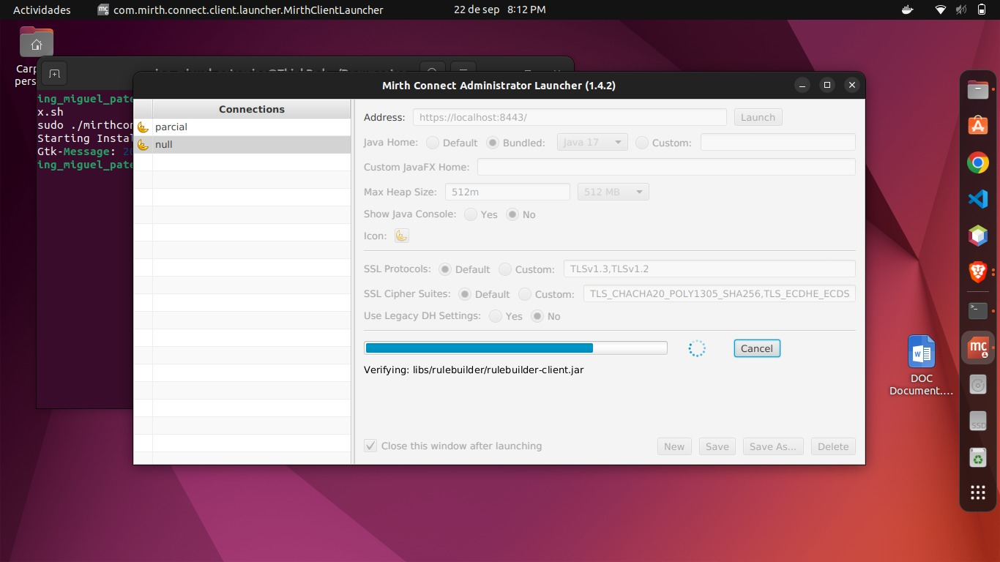 Actividades
com.mirth.connect.client.launcher.MirthClientLauncher
22 de sep 8:12 PM
Carp
pers
ing_miguel_pate
x.sh
sudo ./mirthcon
Starting Instal
Gtk-Message: 20
ing_miguel_pate
Mirth Connect Administrator Launcher (1.4.2)
Connections
parcial
null
Address: https://localhost:8443/ Launch
Java Home: Default Bundled: Java 17 Custom:
Custom JavaFX Home:
Max Heap Size: 512m 512 MB
Show Java Console: Yes No
Icon:
SSL Protocols: Default Custom: TLSv1.3,TLSv1.2
SSL Cipher Suites: Default Custom: TLS_CHACHA20_POLY1305_SHA256,TLS_ECDHE_ECDS
Use Legacy DH Settings: Yes No
Cancel
Verifying: libs/rulebuilder/rulebuilder-client.jar
Close this window after launching New Save Save As... Delete
DOC
Document....
mc
SSD